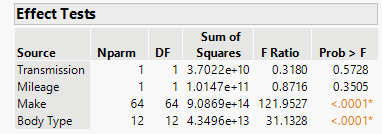 Effect Tests
Sum of
Source Nparm DF Squares F Ratio Prob > F
Transmission 1 1 3.7022e+10 0.3180 0.5728
Mileage 1 1 1.0147e+11 0.8716 0.3505
Make 64 64 9.0869e+14 121.9527 <.0001*
Body Type 12 12 4.3496e+13 31.1328 <.0001*